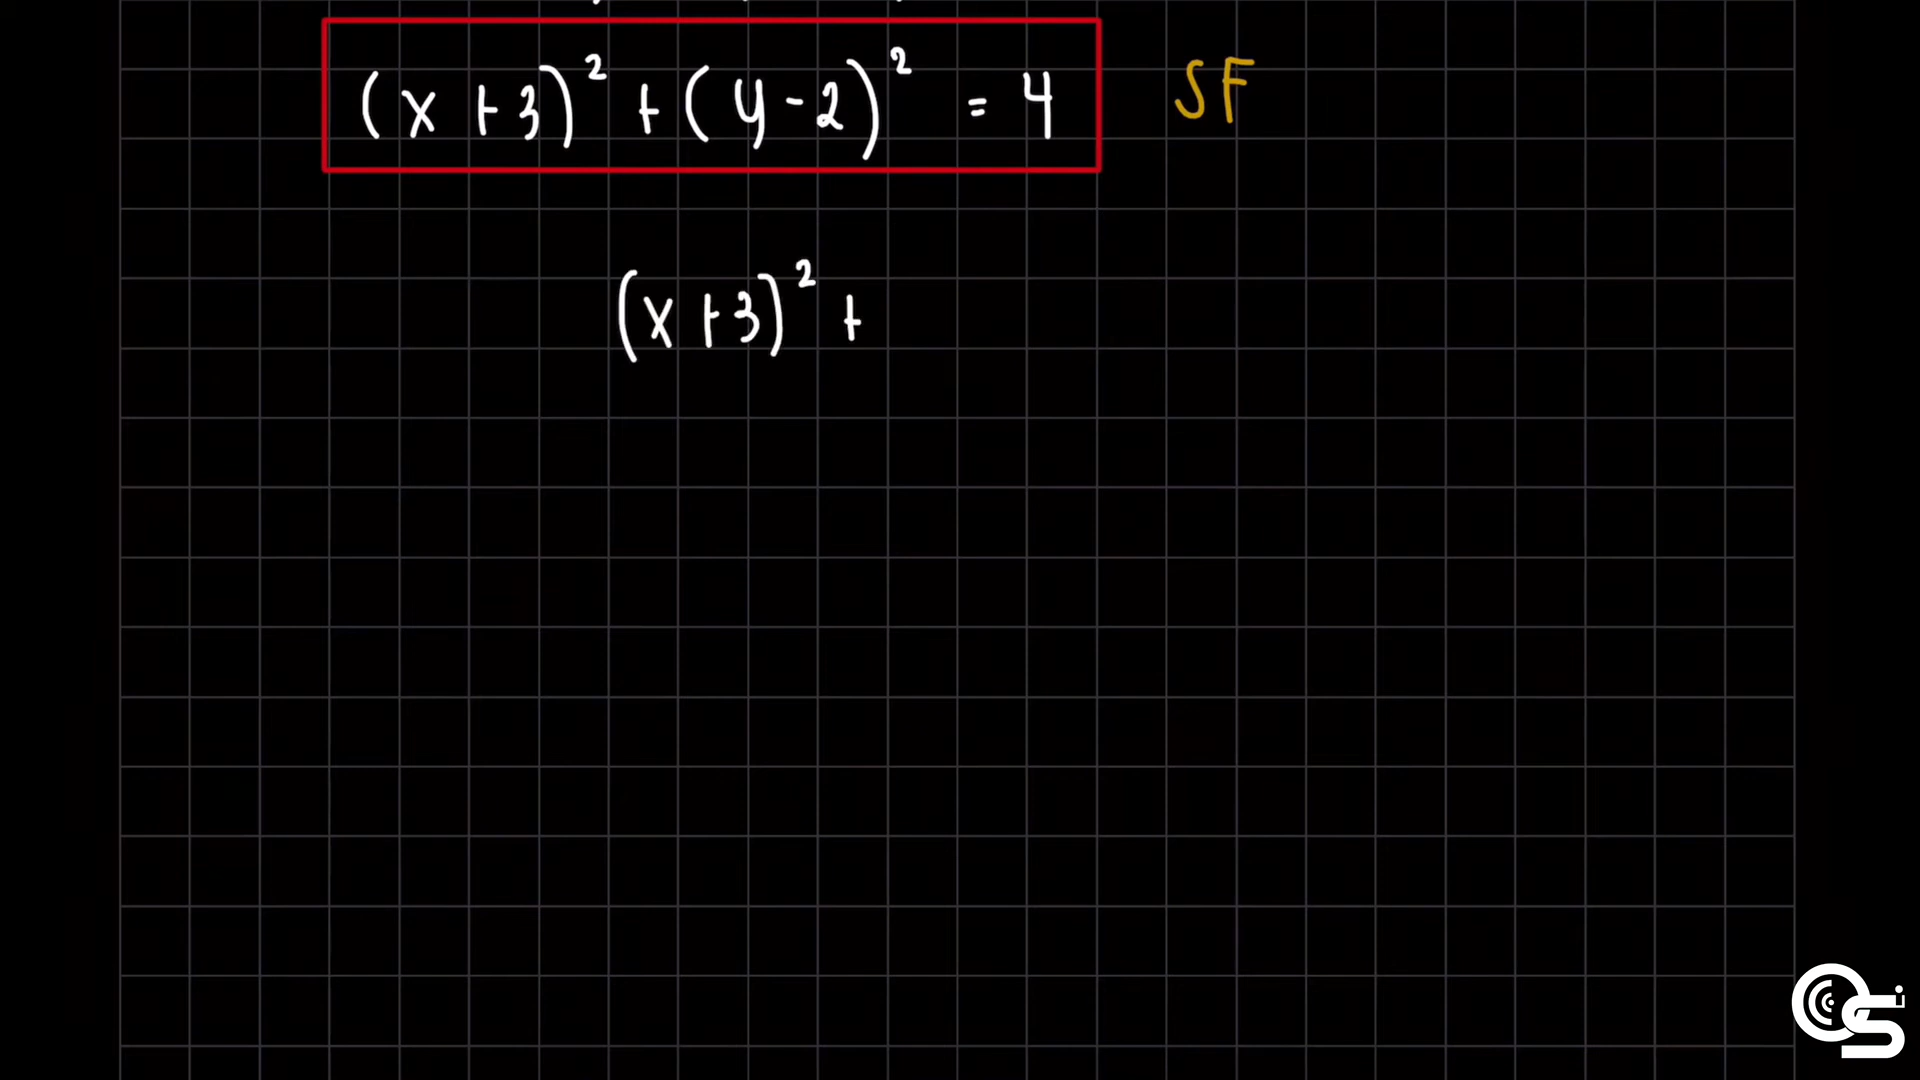 (x+3)² + (y-2)² = 4 SF
(x+3)² +